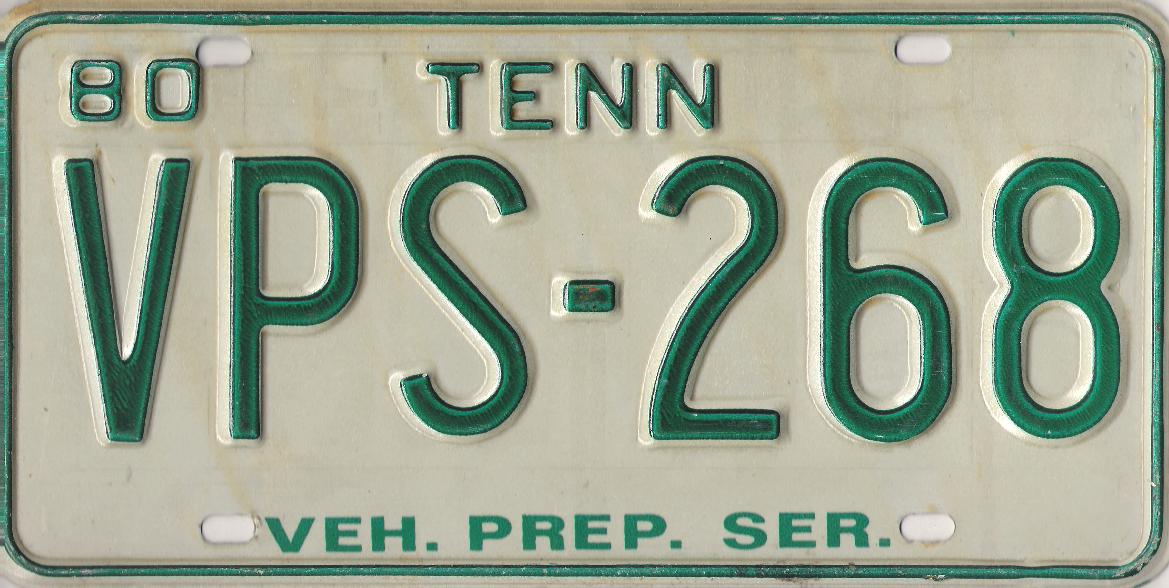 80 TENN
VPS-268
VEH. PREP. SER.